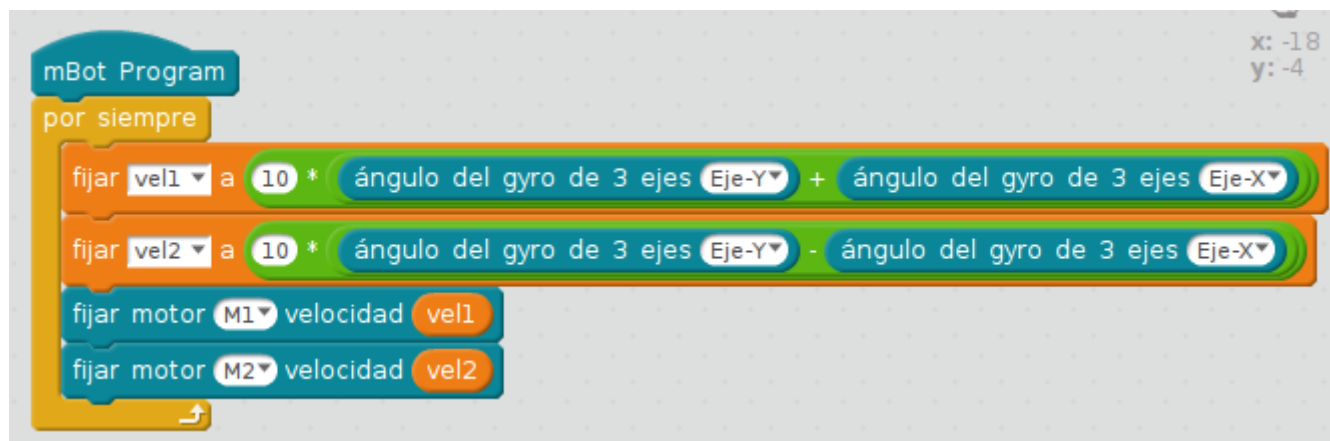 x: -18
y: -4
mBot Program
por siempre
fijar vel1 a 10 * ángulo del gyro de 3 ejes Eje-Y + ángulo del gyro de 3 ejes Eje-X
fijar vel2 a 10 * ángulo del gyro de 3 ejes Eje-Y - ángulo del gyro de 3 ejes Eje-X
fijar motor M1 velocidad vel1
fijar motor M2 velocidad vel2